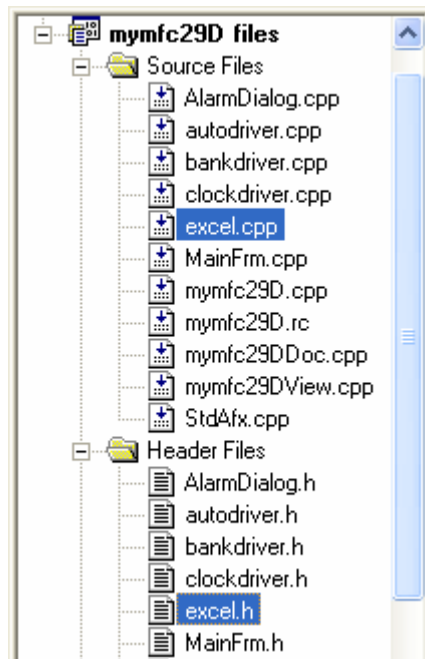 mymfc29D files
Source Files
AlarmDialog.cpp
autodriver.cpp
bankdriver.cpp
clockdriver.cpp
excel.cpp
MainFrm.cpp
mymfc29D.cpp
mymfc29D.rc
mymfc29DDoc.cpp
mymfc29DView.cpp
StdAfx.cpp
Header Files
AlarmDialog.h
autodriver.h
bankdriver.h
clockdriver.h
excel.h
MainFrm.h